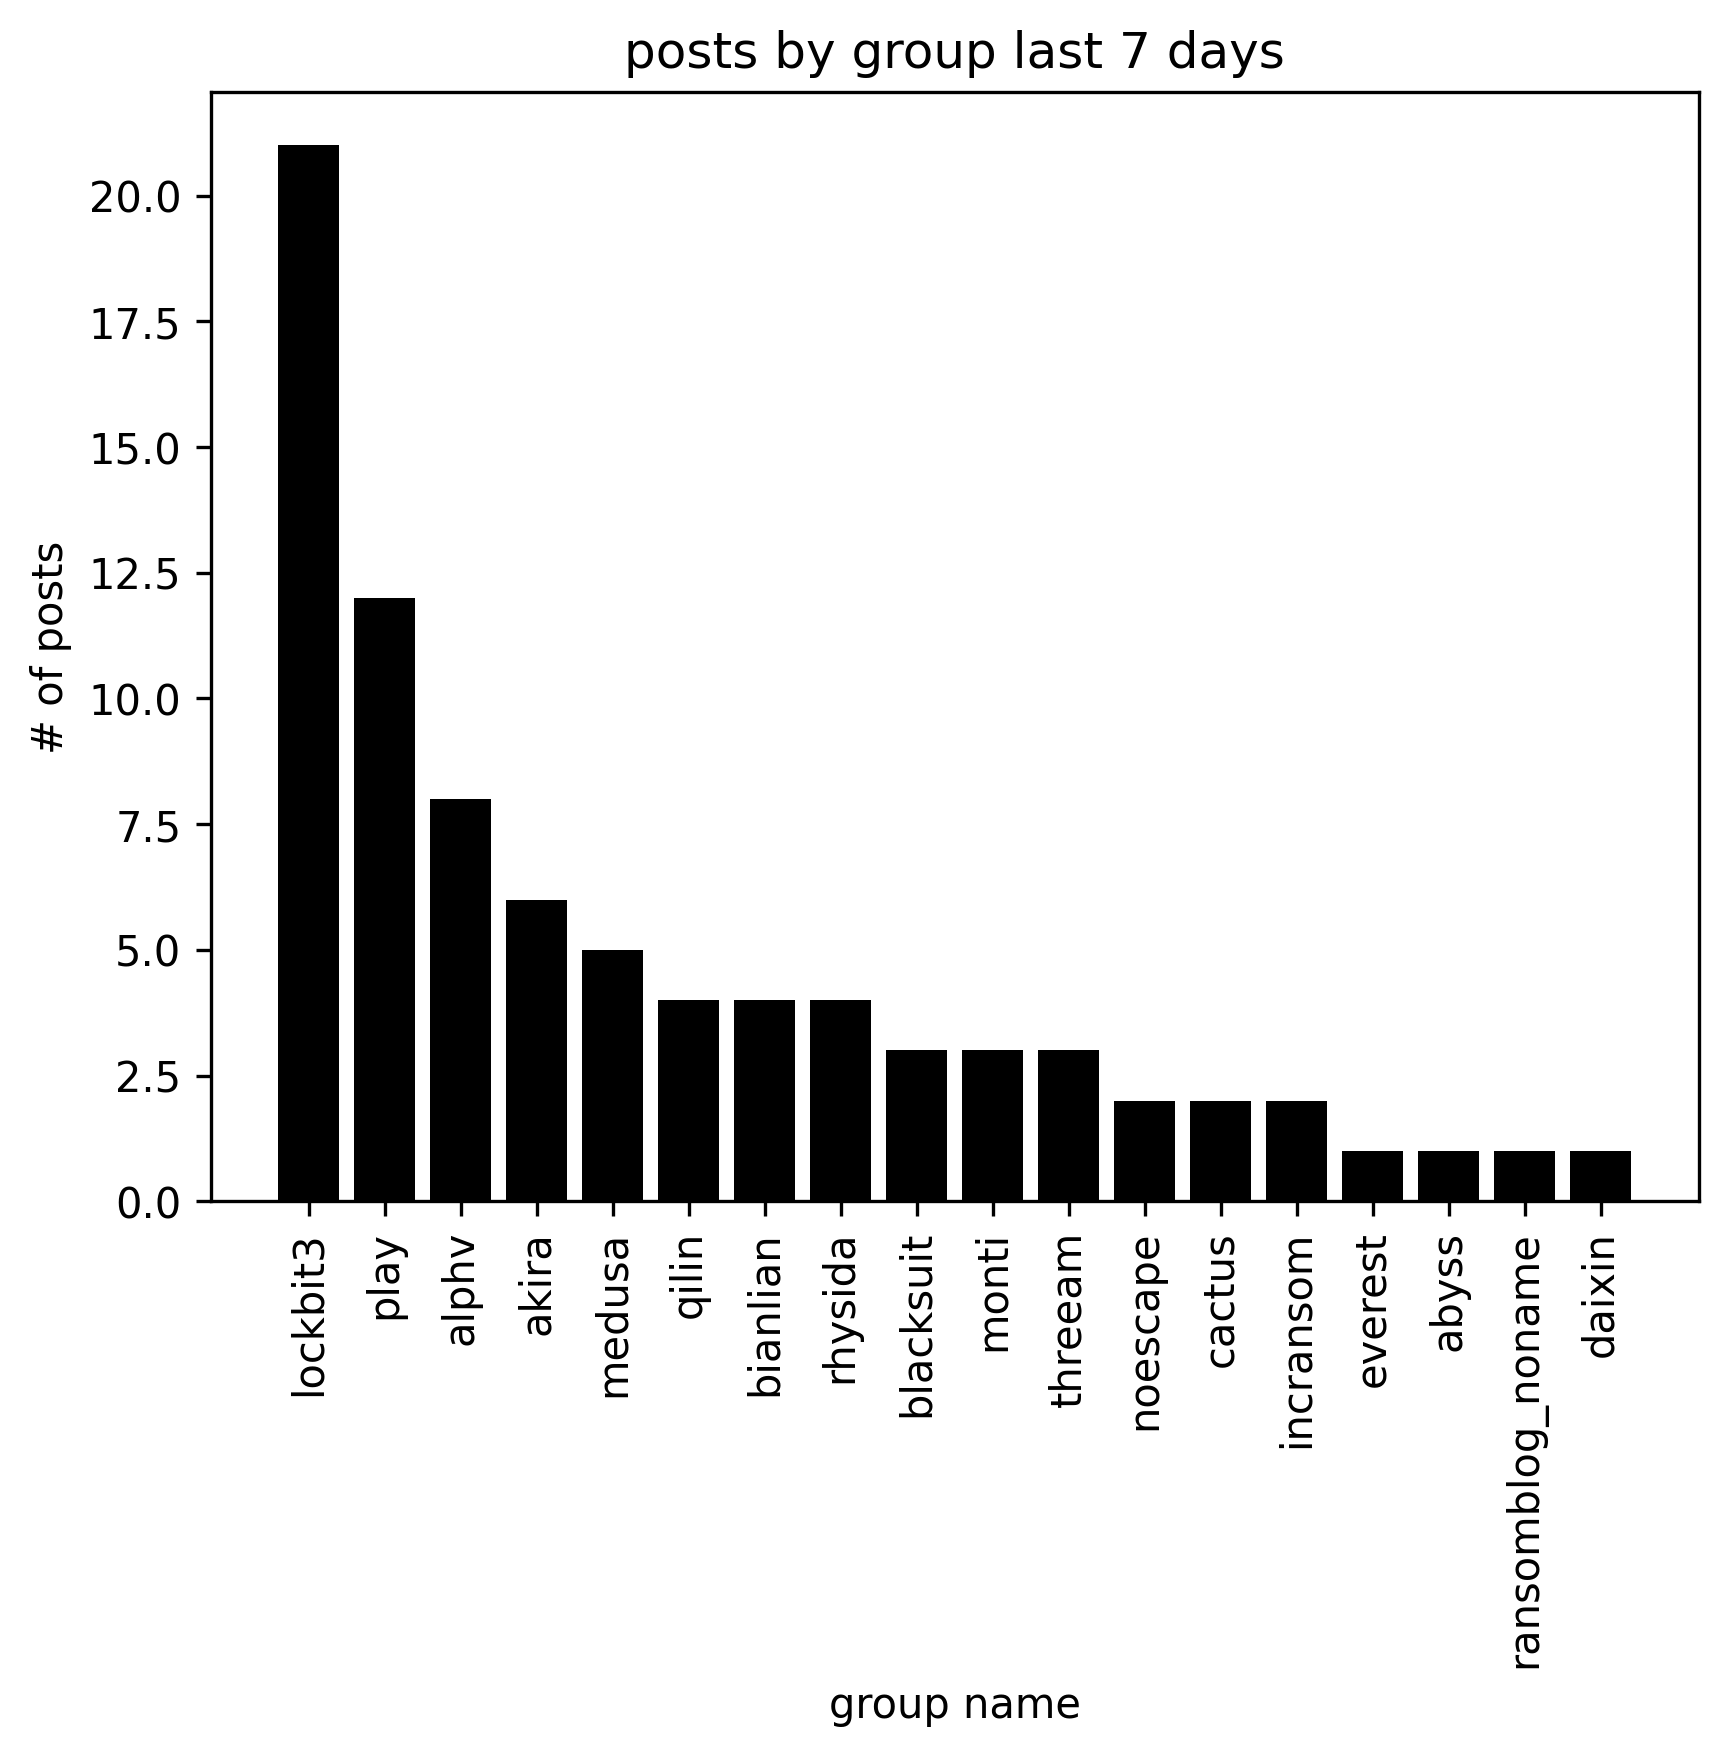 posts by group last 7 days
20.0
17.5
15.0
12.5
10.0
7.5
5.0
2.5
0.0
# of posts
lockbit3
play
alphv
akira
medusa
qilin
bianlian
rhysida
blacksuit
monti
threeam
noescape
cactus
incransom
everest
abyss
ransomblog_noname
daixin
group name